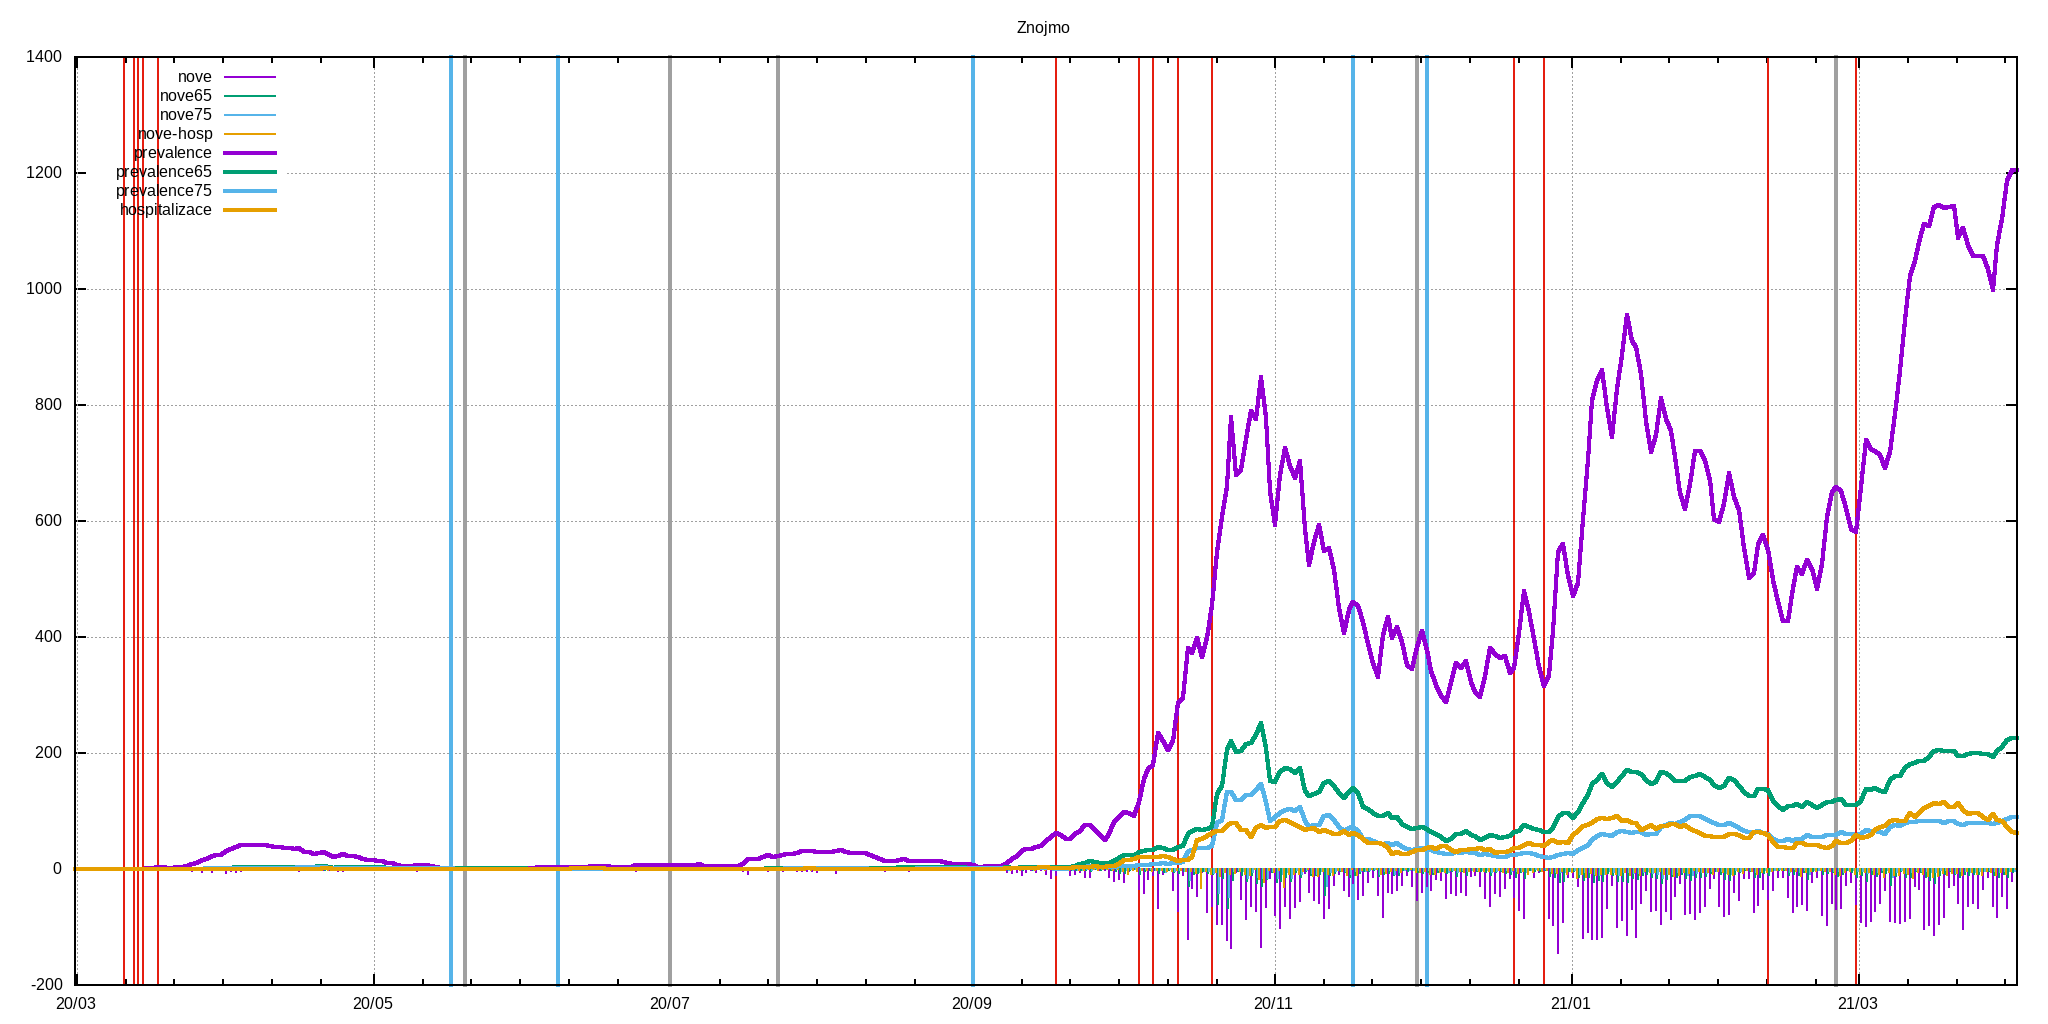 Znojmo
1400
1200
1000
800
600
400
200
0
-200
nove
nove65
nove75
nove-hosp
prevalence
prevalence65
prevalence75
hospitalizace
20/03 20/05 20/07 20/09 20/11 21/01 21/03